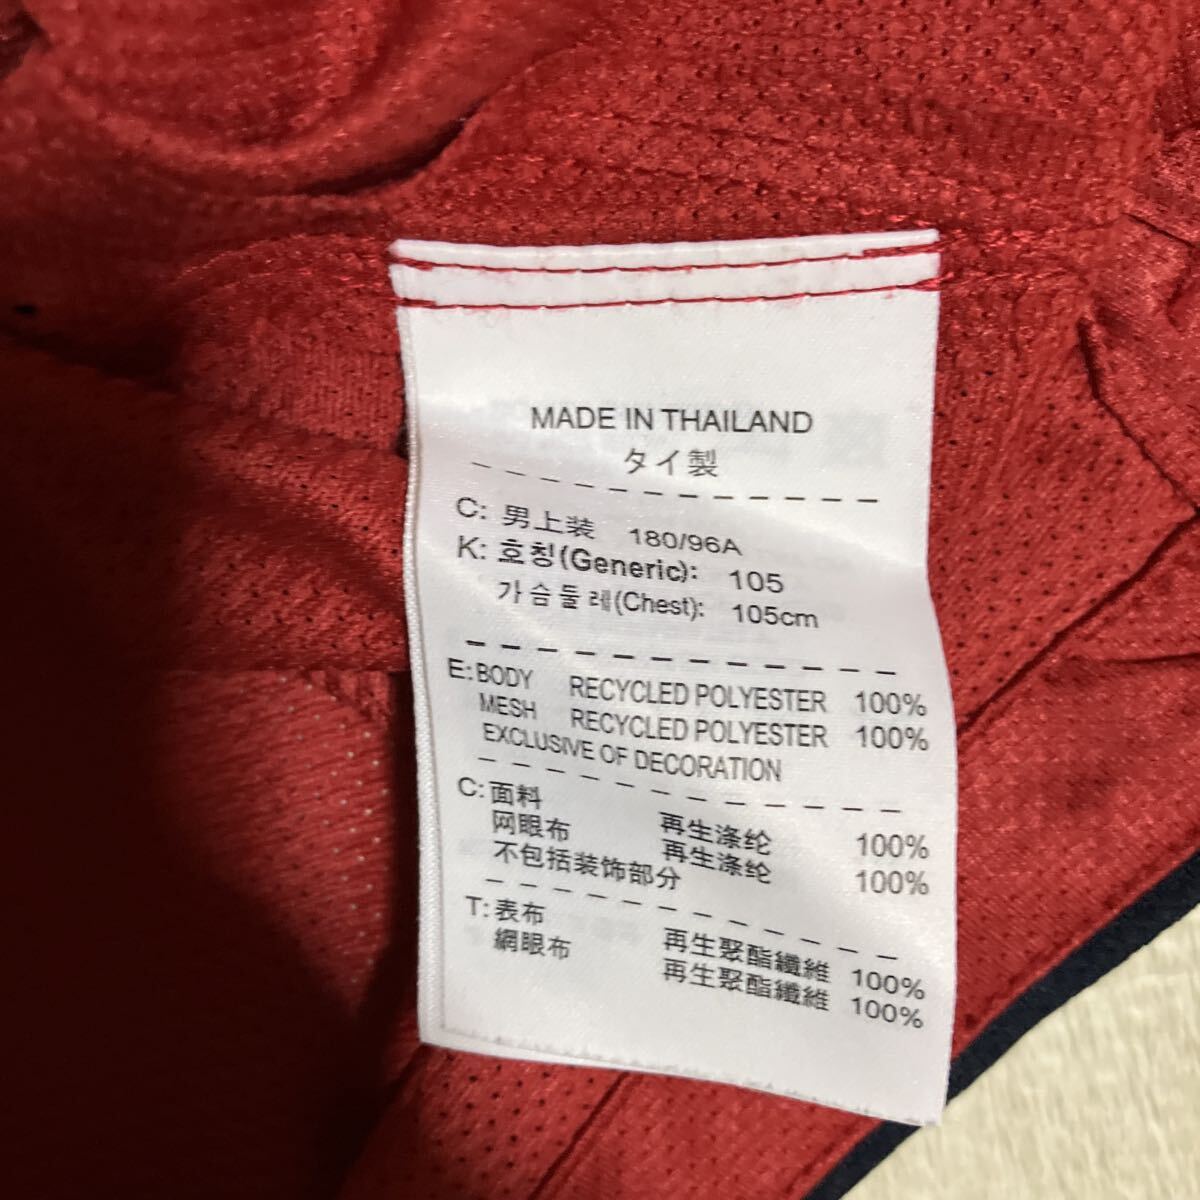 MADE IN THAILAND
タイ製
C: 男上装 180/96A
K: 호칭(Generic): 105
가슴둘레(Chest): 105cm
E: BODY RECYCLED POLYESTER 100%
MESH RECYCLED POLYESTER 100%
EXCLUSIVE OF DECORATION
C: 面料 再生涤纶 100%
网眼布 再生涤纶 100%
不包括装饰部分
T: 表布 再生聚酯纖維 100%
網眼布 再生聚酯纖維 100%